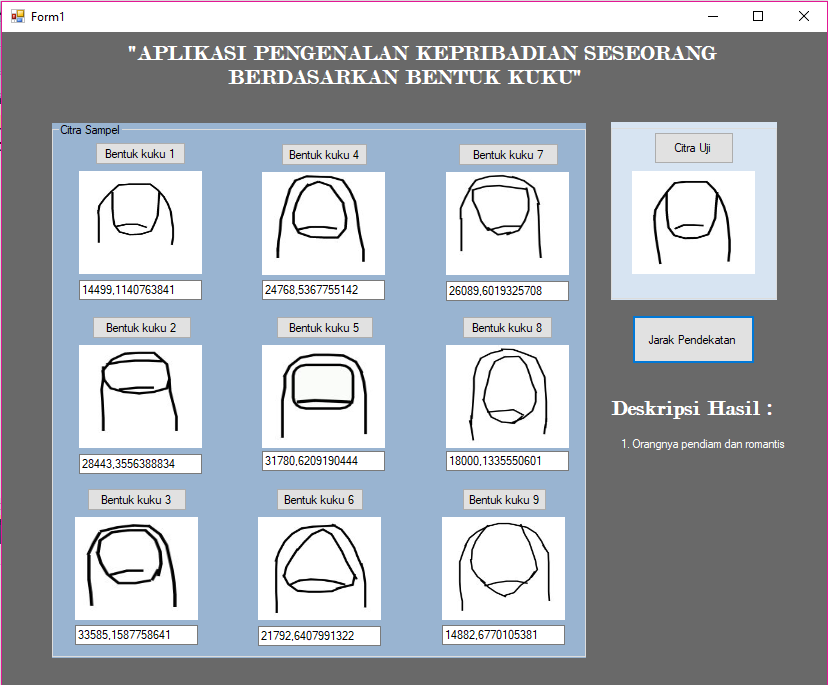 Form1
"APLIKASI PENGENALAN KEPRIBADIAN SESEORANG
BERDASARKAN BENTUK KUKU"
Citra Sampel
Bentuk kuku 1
Bentuk kuku 4
Bentuk kuku 7
14499,1140763841
24768,5367755142
26089,6019325708
Bentuk kuku 2
Bentuk kuku 5
Bentuk kuku 8
28443,3556388834
31780,6209190444
18000,1335550601
Bentuk kuku 3
Bentuk kuku 6
Bentuk kuku 9
33585,1587758641
21792,6407991322
14882,6770105381
Citra Uji
Jarak Pendekatan
Deskripsi Hasil :
1. Orangnya pendiam dan romantis